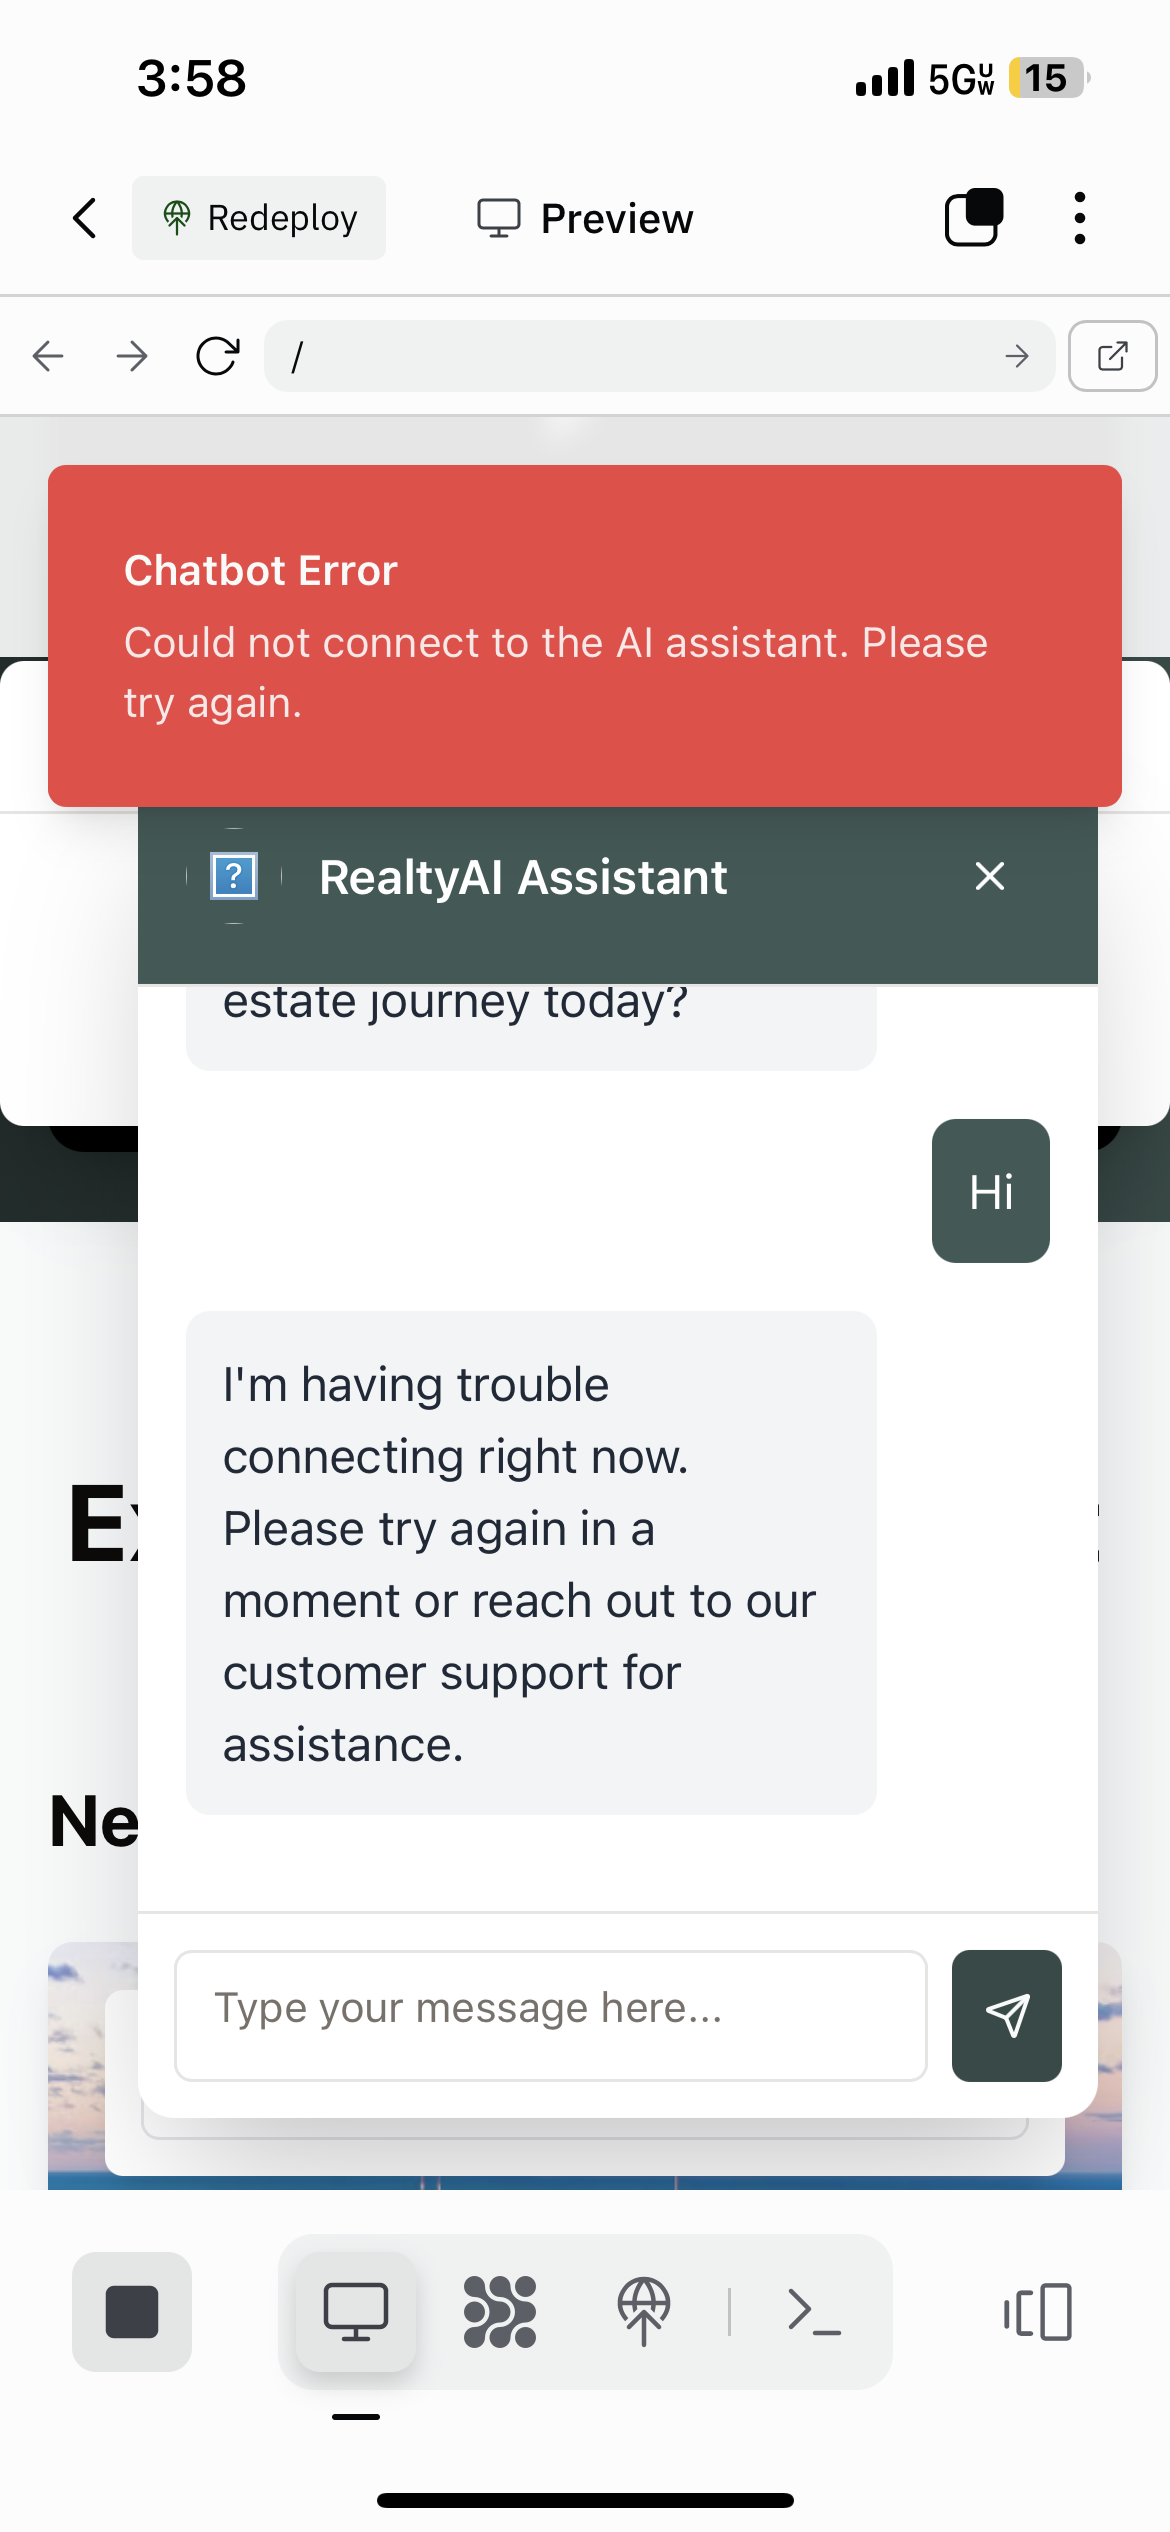 3:58
5GUW
15
Redeploy
Preview
/
Chatbot Error
Could not connect to the AI assistant. Please
try again.
?
RealtyAI Assistant
estate journey today?
Hi
I'm having trouble
connecting right now.
Please try again in a
moment or reach out to our
customer support for
assistance.
Type your message here...